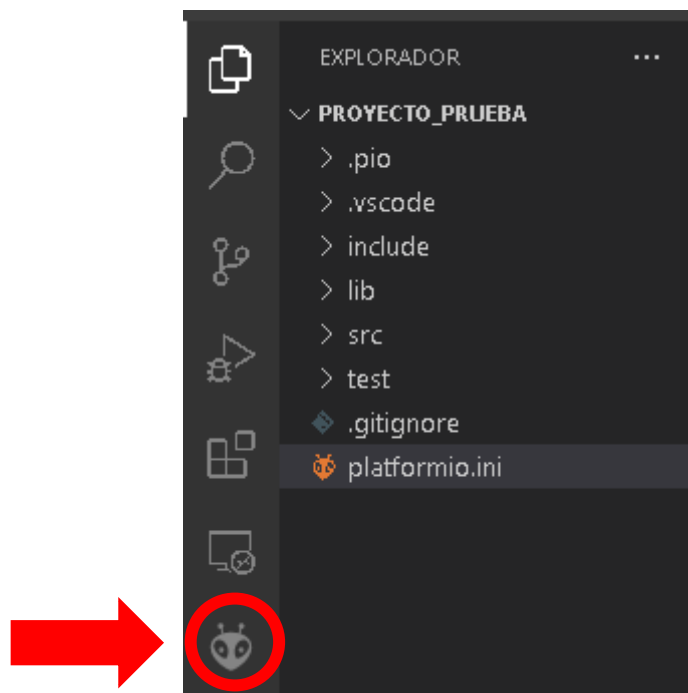 EXPLORADOR
PROYECTO_PRUEBA
.pio
.vscode
include
lib
src
test
.gitignore
platformio.ini